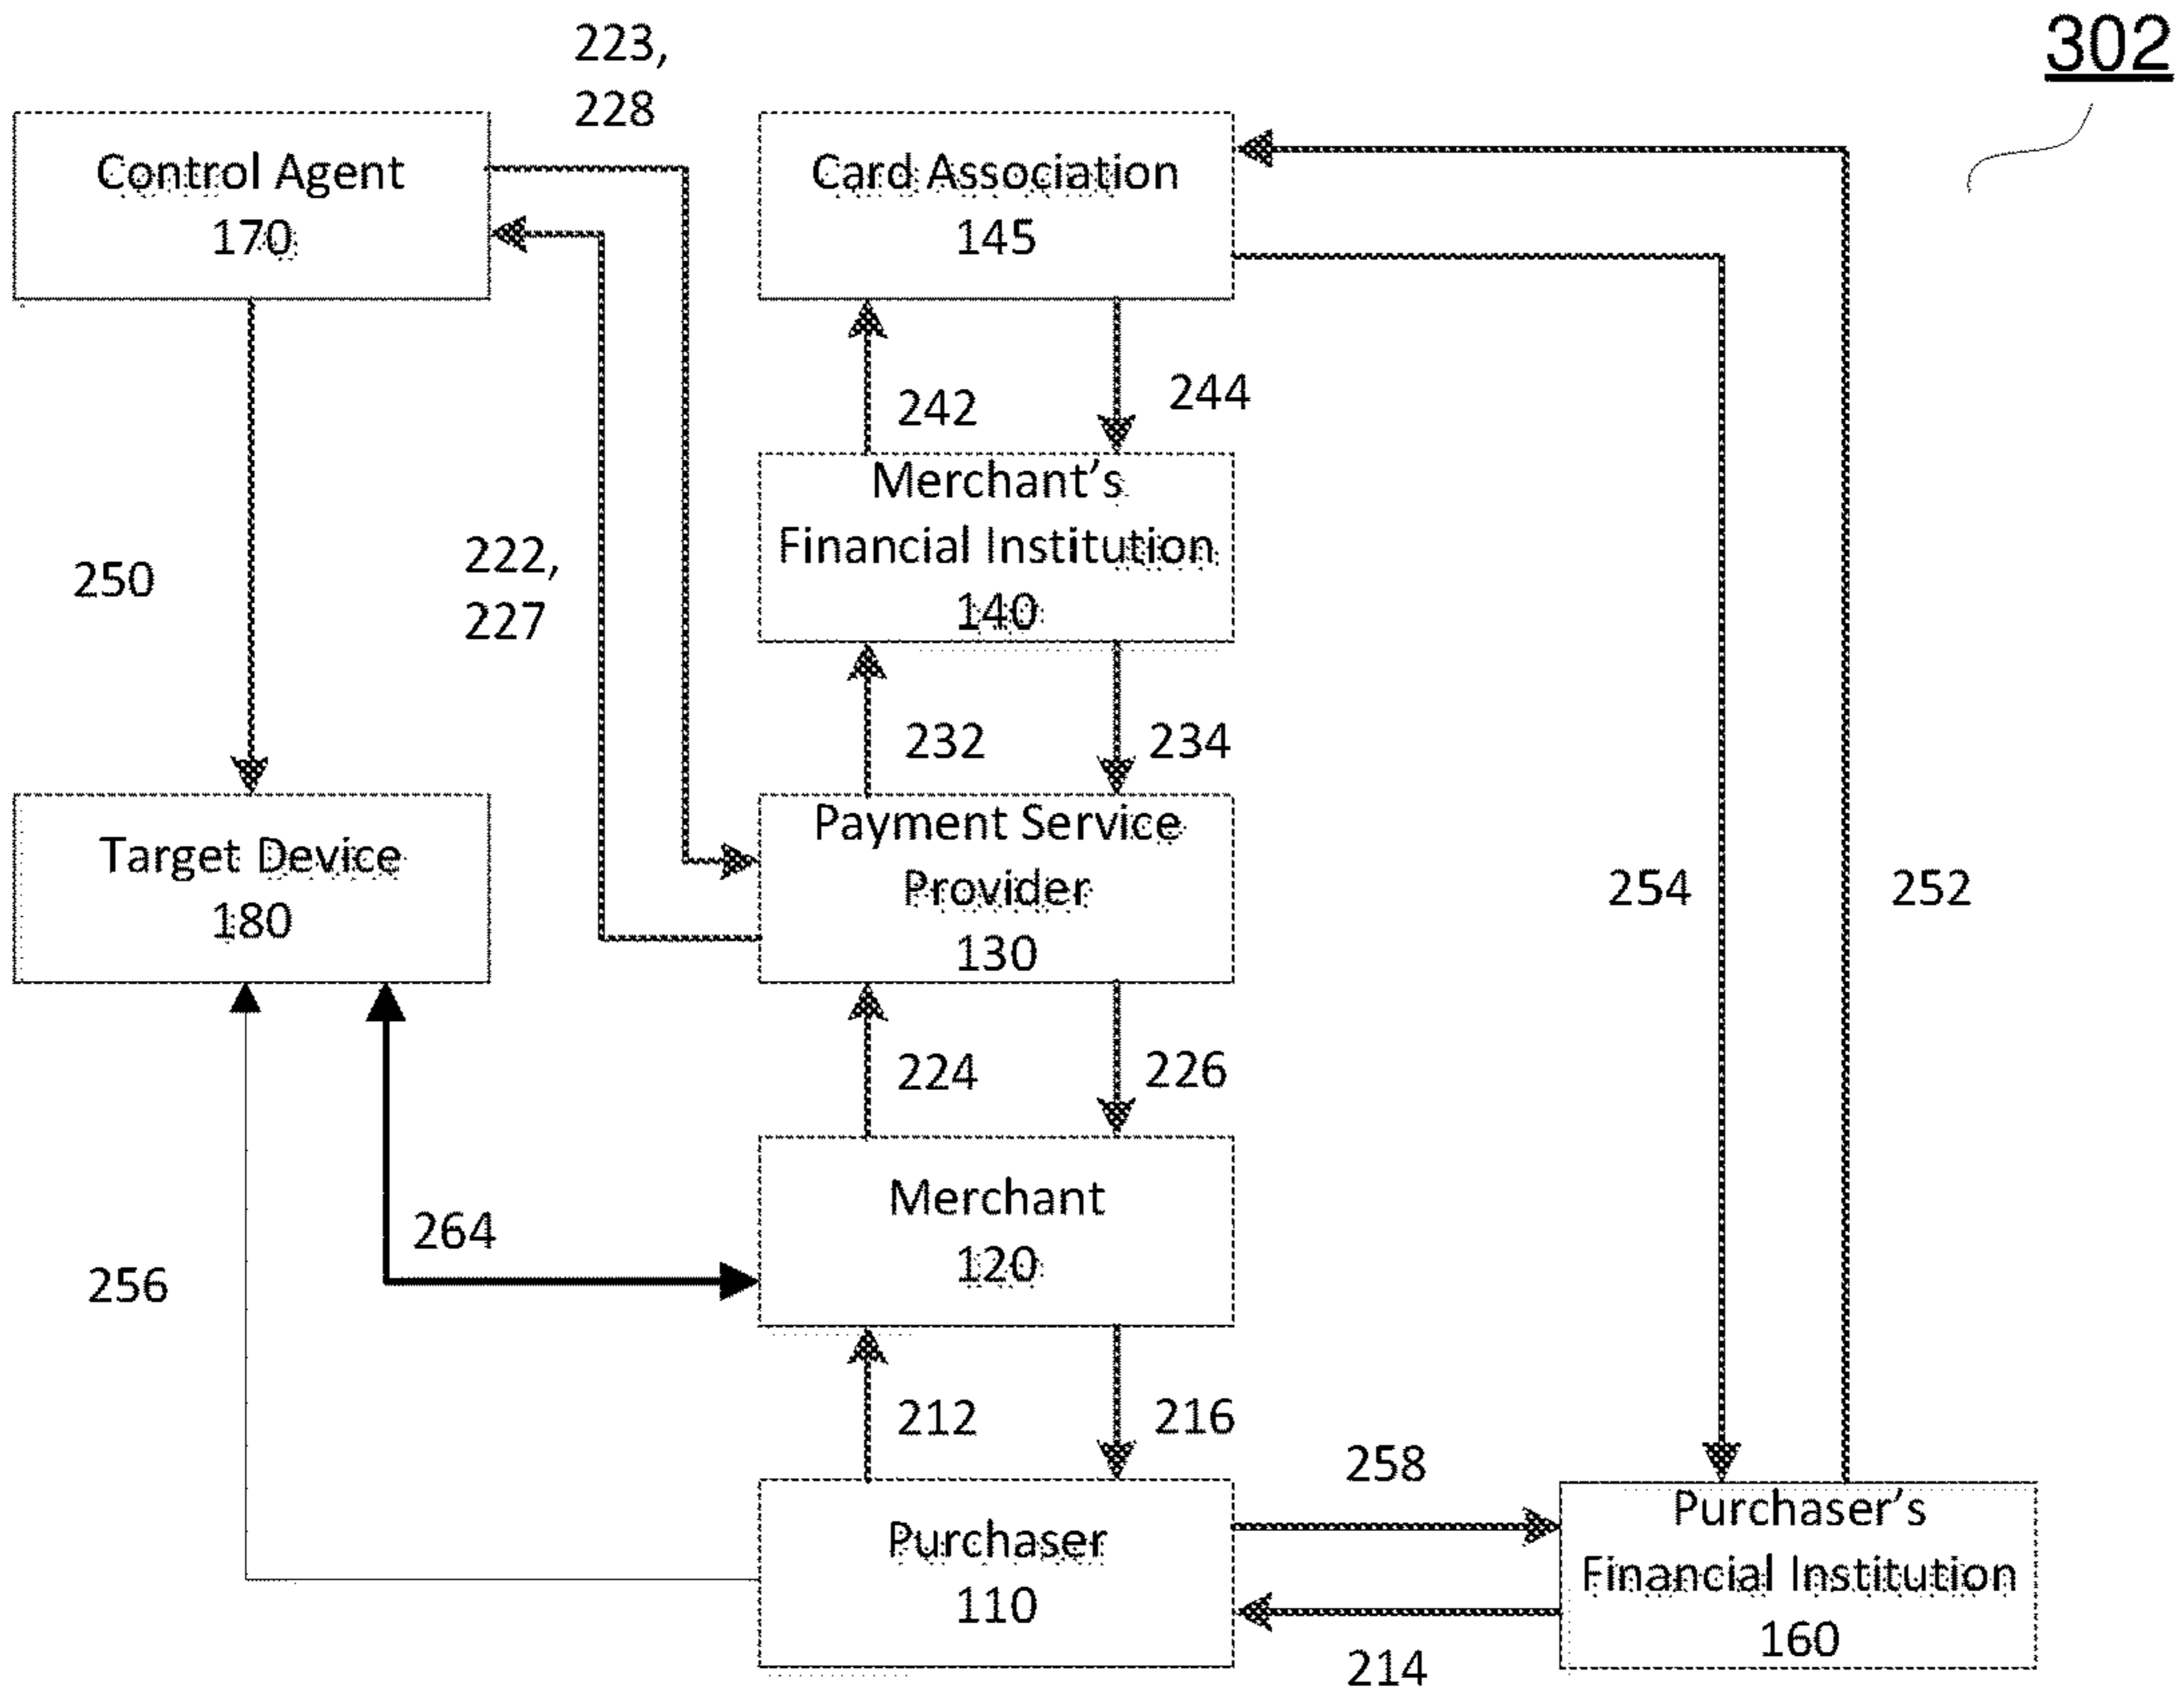 302
223,
228
Control Agent
170
Card Association
145
242
244
Merchant's
Financial Institution
140
250
222,
227
232
234
Target Device
180
Payment Service
Provider
130
254
252
224
226
Merchant
120
264
256
212
216
258
Purchaser
110
Purchaser's
Financial Institution
160
214